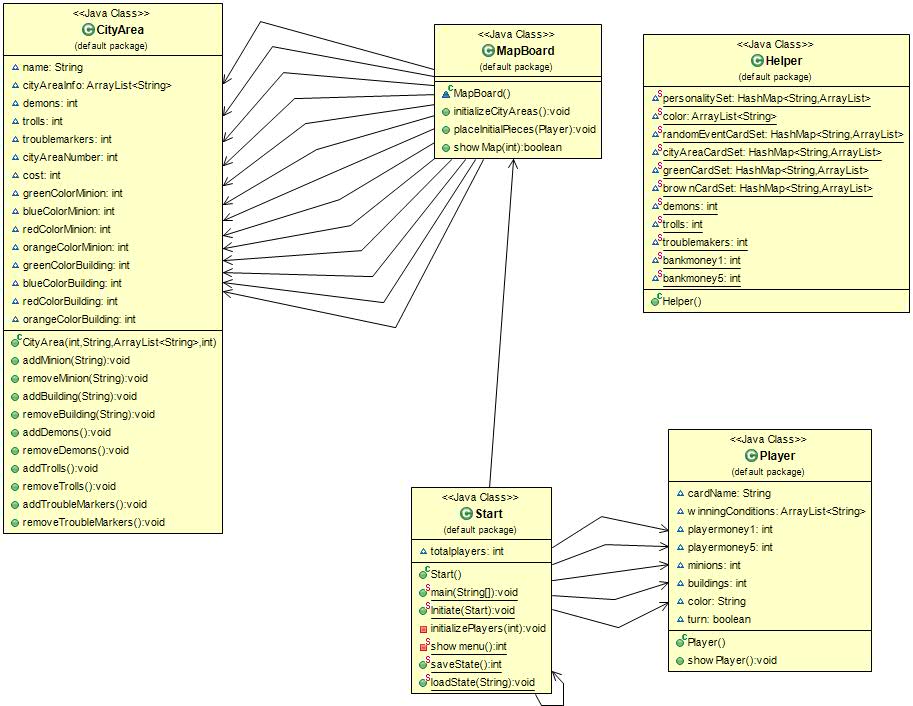 <<Java Class>>
CityArea
(default package)
name: String
cityAreaInfo: ArrayList<String>
demons: int
trolls: int
troublemarkers: int
cityAreaNumber: int
cost: int
greenColorMinion: int
blueColorMinion: int
redColorMinion: int
orangeColorMinion: int
greenColorBuilding: int
blueColorBuilding: int
redColorBuilding: int
orangeColorBuilding: int
CityArea(int,String,ArrayList<String>,int)
addMinion(String):void
removeMinion(String):void
addBuilding(String):void
removeBuilding(String):void
addDemons():void
removeDemons():void
addTrolls():void
removeTrolls():void
addTroubleMarkers():void
removeTroubleMarkers():void
<<Java Class>>
MapBoard
(default package)
MapBoard()
initializeCityAreas():void
placeInitialPieces(Player):void
showMap(int):boolean
<<Java Class>>
Helper
(default package)
personalitySet: HashMap<String,ArrayList>
color: ArrayList<String>
randomEventCardSet: HashMap<String,ArrayList>
cityAreaCardSet: HashMap<String,ArrayList>
greenCardSet: HashMap<String,ArrayList>
brownCardSet: HashMap<String,ArrayList>
demons: int
trolls: int
troublemakers: int
bankmoney1: int
bankmoney5: int
Helper()
<<Java Class>>
Start
(default package)
totalplayers: int
Start()
main(String[]):void
Initiate(Start):void
initializePlayers(int):void
showmenu():int
saveState():int
loadState(String):void
<<Java Class>>
Player
(default package)
cardName: String
winningConditions: ArrayList<String>
playermoney1: int
playermoney5: int
minions: int
buildings: int
color: String
turn: boolean
Player()
showPlayer():void